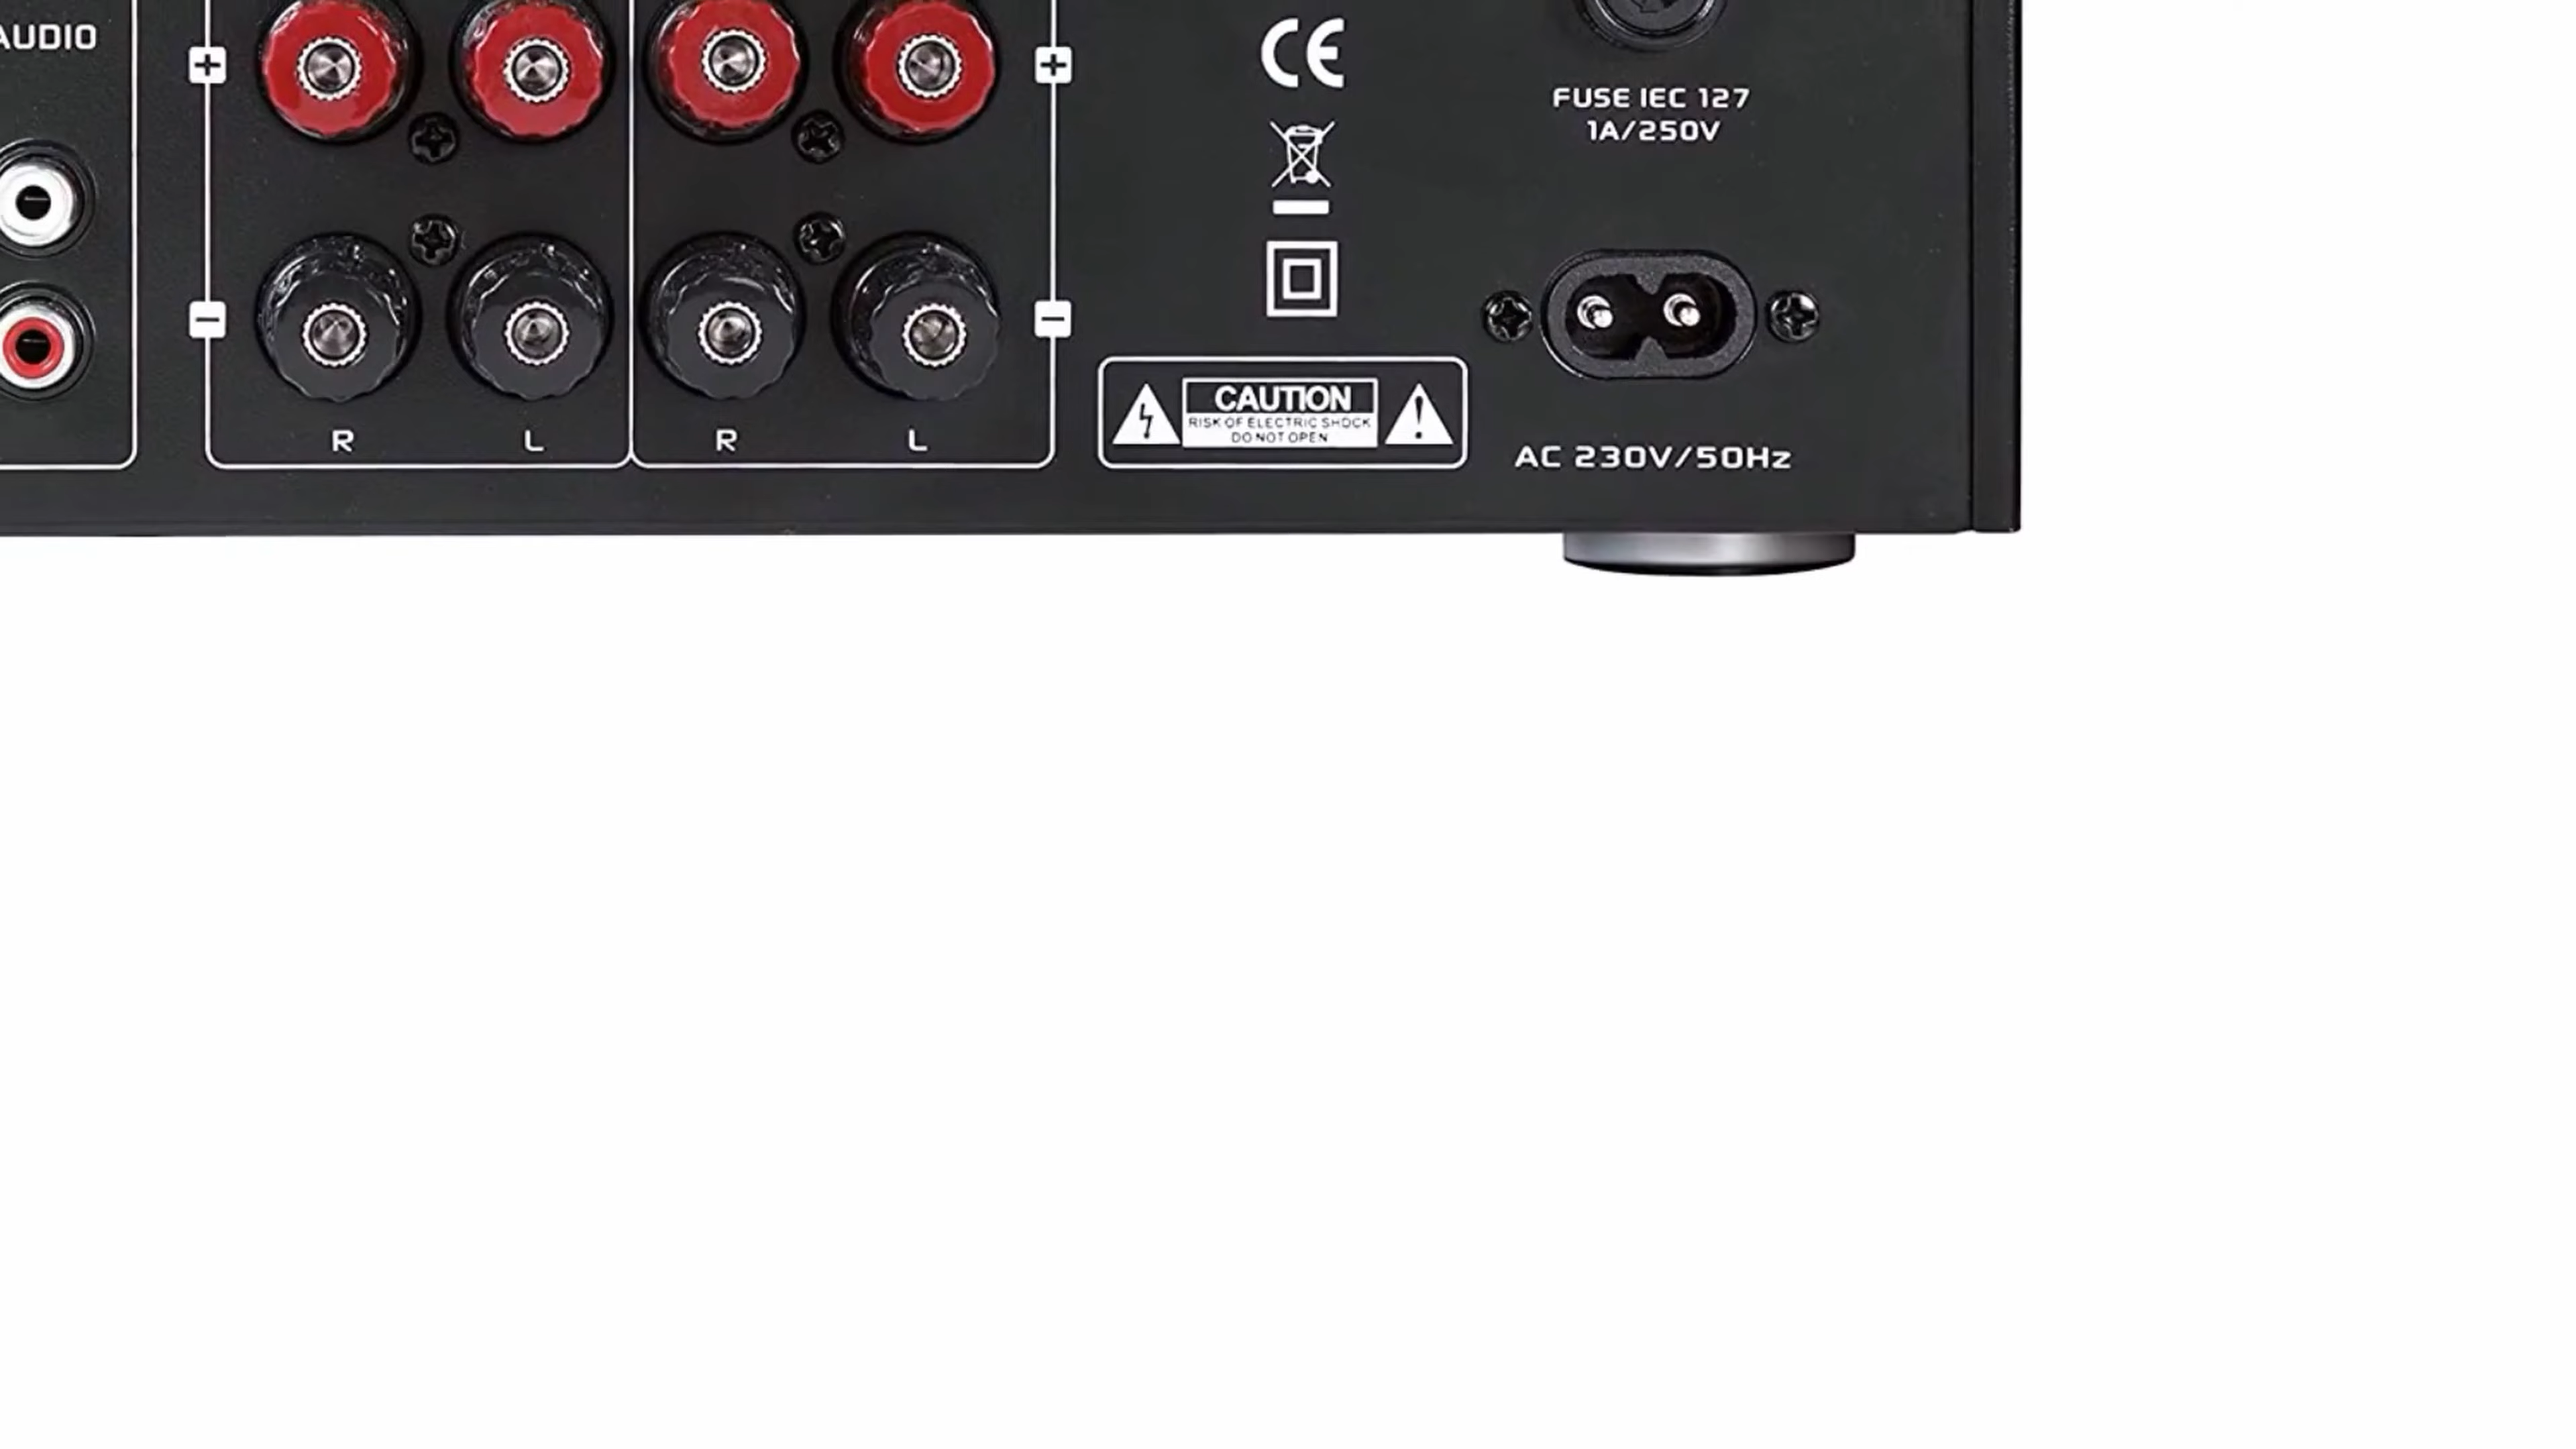 AUDIO
+
+
CE
FUSE IEC 127
1A/250V
−
−
R L R L
CAUTION
RISK OF ELECTRIC SHOCK
DO NOT OPEN
AC 230V/50Hz